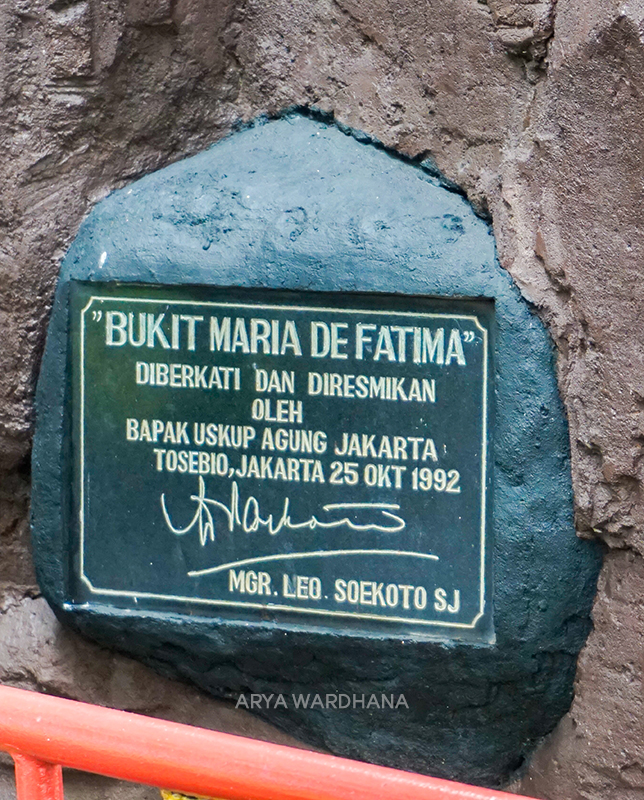 "BUKIT MARIA DE FATIMA"
DIBERKATI DAN DIRESMIKAN
OLEH
BAPAK USKUP AGUNG JAKARTA
TOSEBIO, JAKARTA 25 OKT 1992
MGR. LEO. SOEKOTO SJ
ARYA WARDHANA